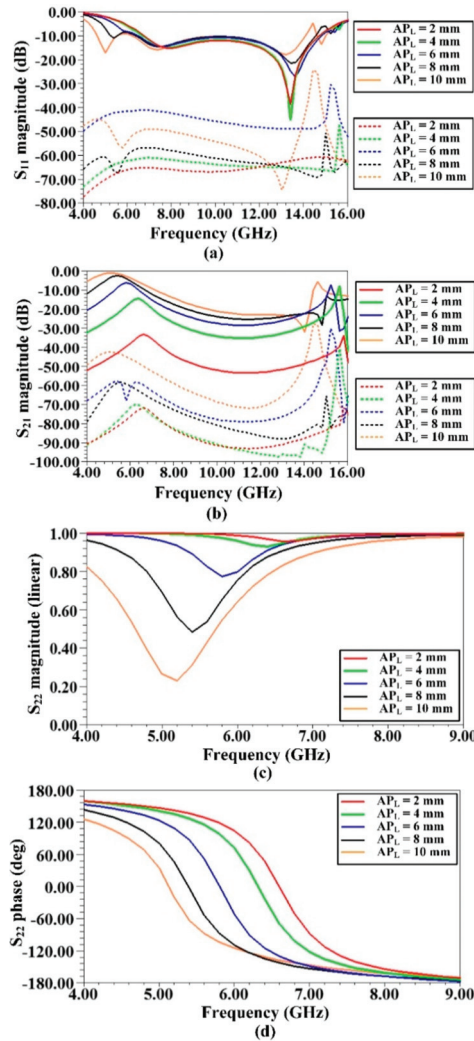 0.00
-10.00
-20.00
-30.00
-40.00
-50.00
-60.00
-70.00
-80.00
S11 magnitude (dB)
4.00 6.00 8.00 10.00 12.00 14.00 16.00
Frequency (GHz)
(a)
APL = 2 mm
APL = 4 mm
APL = 6 mm
APL = 8 mm
APL = 10 mm
APL = 2 mm
APL = 4 mm
APL = 6 mm
APL = 8 mm
APL = 10 mm
0.00
-10.00
-20.00
-30.00
-40.00
-50.00
-60.00
-70.00
-80.00
-90.00
-100.00
S21 magnitude (dB)
4.00 6.00 8.00 10.00 12.00 14.00 16.00
Frequency (GHz)
(b)
APL = 2 mm
APL = 4 mm
APL = 6 mm
APL = 8 mm
APL = 10 mm
APL = 2 mm
APL = 4 mm
APL = 6 mm
APL = 8 mm
APL = 10 mm
1.00
0.80
0.60
0.40
0.20
0.00
S22 magnitude (linear)
4.00 5.00 6.00 7.00 8.00 9.00
Frequency (GHz)
(c)
APL = 2 mm
APL = 4 mm
APL = 6 mm
APL = 8 mm
APL = 10 mm
180.00
120.00
60.00
0.00
-60.00
-120.00
-180.00
S22 phase (deg)
4.00 5.00 6.00 7.00 8.00 9.00
Frequency (GHz)
(d)
APL = 2 mm
APL = 4 mm
APL = 6 mm
APL = 8 mm
APL = 10 mm